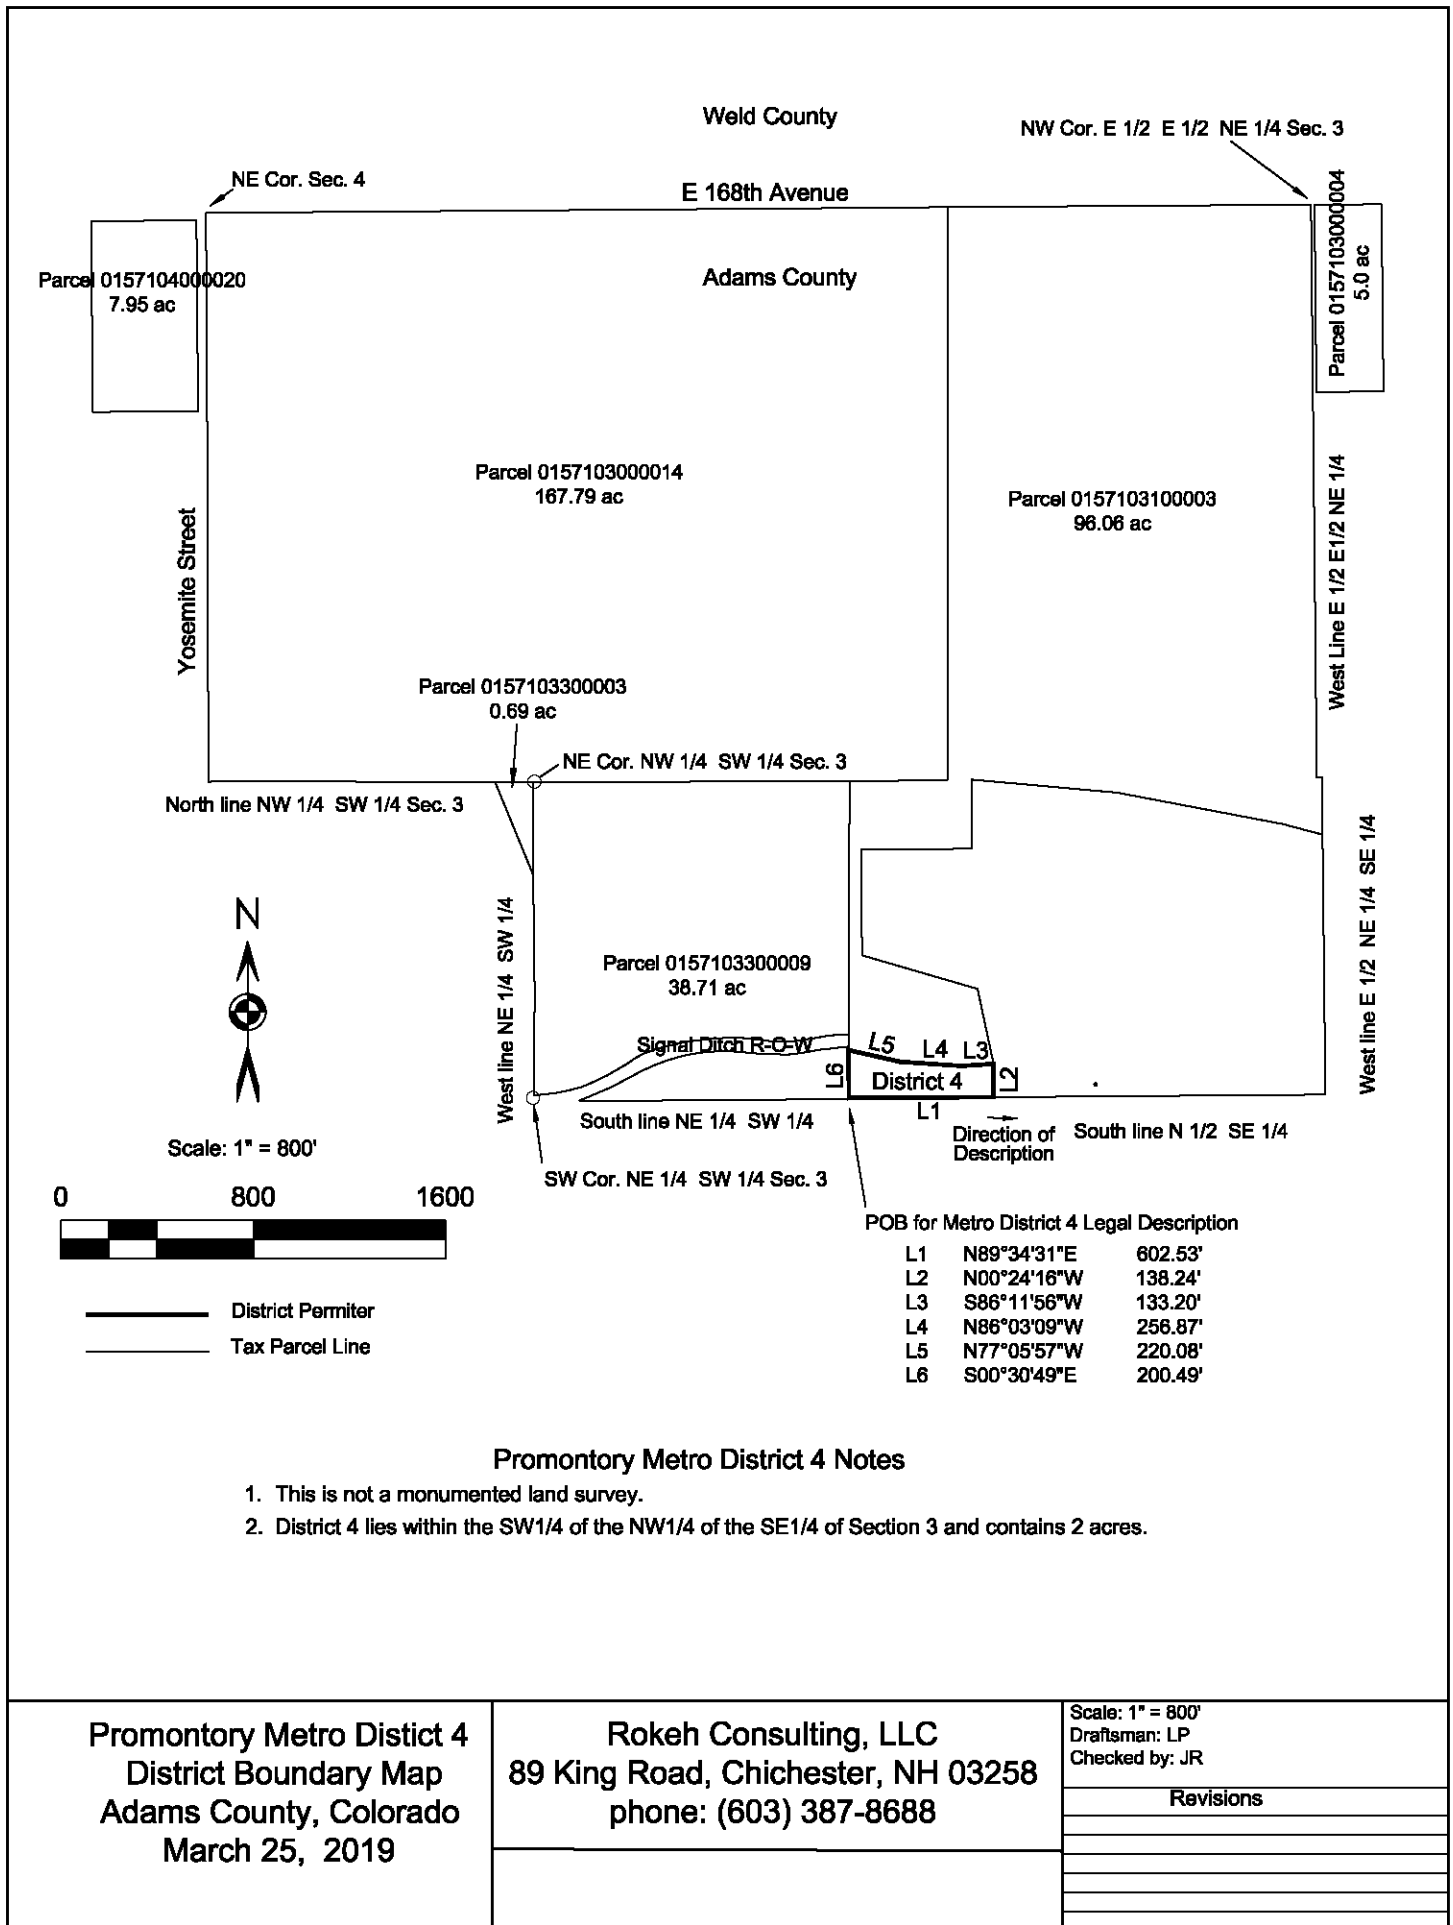 Weld County
NW Cor. E 1/2 E 1/2 NE 1/4 Sec. 3
NE Cor. Sec. 4
E 168th Avenue
Parcel 0157103000004
5.0 ac
Parcel 0157104000020
7.95 ac
Adams County
Parcel 0157103000014
167.79 ac
Parcel 0157103100003
96.06 ac
Yosemite Street
West Line E 1/2 E1/2 NE 1/4
Parcel 0157103300003
0.69 ac
NE Cor. NW 1/4 SW 1/4 Sec. 3
North line NW 1/4 SW 1/4 Sec. 3
West line E 1/2 NE 1/4 SE 1/4
N
West line NE 1/4 SW 1/4
Parcel 0157103300009
38.71 ac
Signal Ditch R-O-W
L5
L4
L3
L6
District 4
L2
L1
South line NE 1/4 SW 1/4
Direction of
Description
South line N 1/2 SE 1/4
Scale: 1" = 800'
SW Cor. NE 1/4 SW 1/4 Sec. 3
0 800 1600
POB for Metro District 4 Legal Description
L1 N89°34'31"E 602.53'
L2 N00°24'16"W 138.24'
L3 S86°11'56"W 133.20'
L4 N86°03'09"W 256.87'
L5 N77°05'57"W 220.08'
L6 S00°30'49"E 200.49'
District Permiter
Tax Parcel Line
Promontory Metro District 4 Notes
1. This is not a monumented land survey.
2. District 4 lies within the SW1/4 of the NW1/4 of the SE1/4 of Section 3 and contains 2 acres.
Promontory Metro Distict 4
District Boundary Map
Adams County, Colorado
March 25, 2019
Rokeh Consulting, LLC
89 King Road, Chichester, NH 03258
phone: (603) 387-8688
Scale: 1" = 800'
Draftsman: LP
Checked by: JR
Revisions